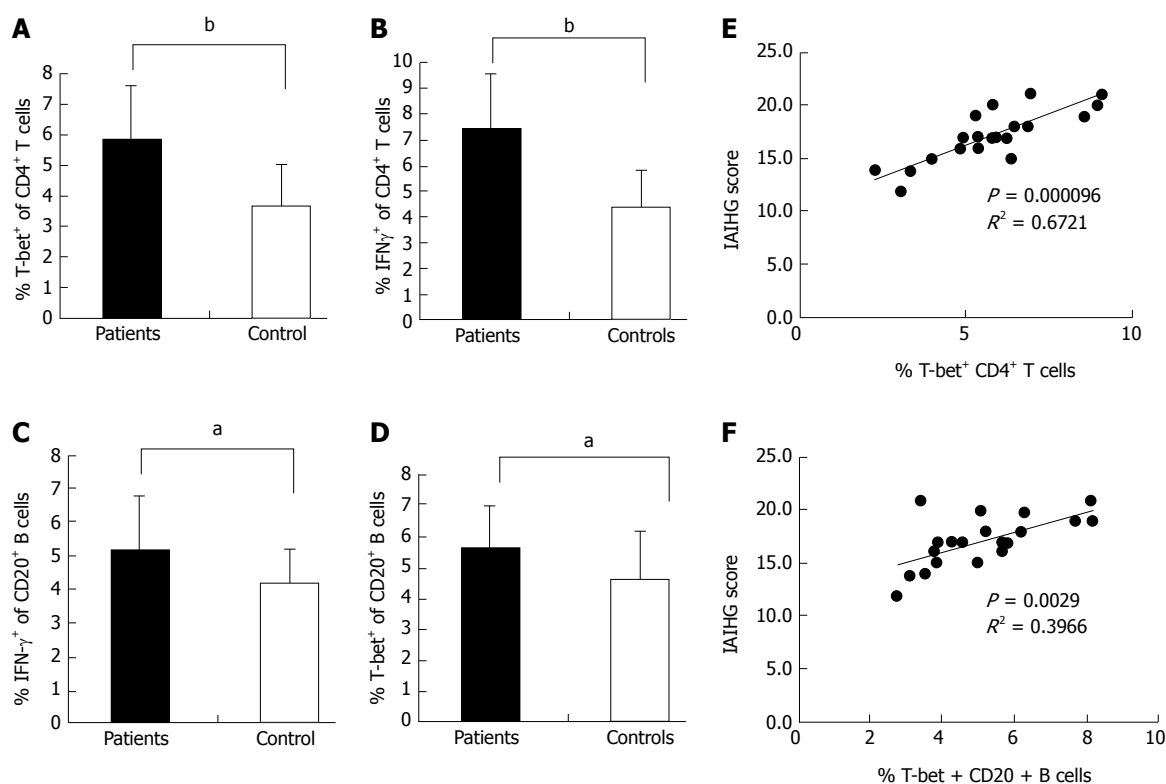 A
b
8
7
6
5
4
3
2
1
0
% T-bet⁺ of CD4⁺ T cells
Patients
Control
B
b
10
9
8
7
6
5
4
3
2
1
0
% IFNγ⁺ of CD4⁺ T cells
Patients
Controls
E
25.0
20.0
15.0
10.0
5.0
0.0
IAIHG score
P = 0.000096
R² = 0.6721
0
5
10
% T-bet⁺ CD4⁺ T cells
C
a
8
7
6
5
4
3
2
1
0
% IFN-γ⁺ of CD20⁺ B cells
Patients
Control
D
a
8
7
6
5
4
3
2
1
0
% T-bet⁺ of CD20⁺ B cells
Patients
Controls
F
25.0
20.0
15.0
10.0
5.0
0.0
IAIHG score
P = 0.0029
R² = 0.3966
0
2
4
6
8
10
% T-bet + CD20 + B cells